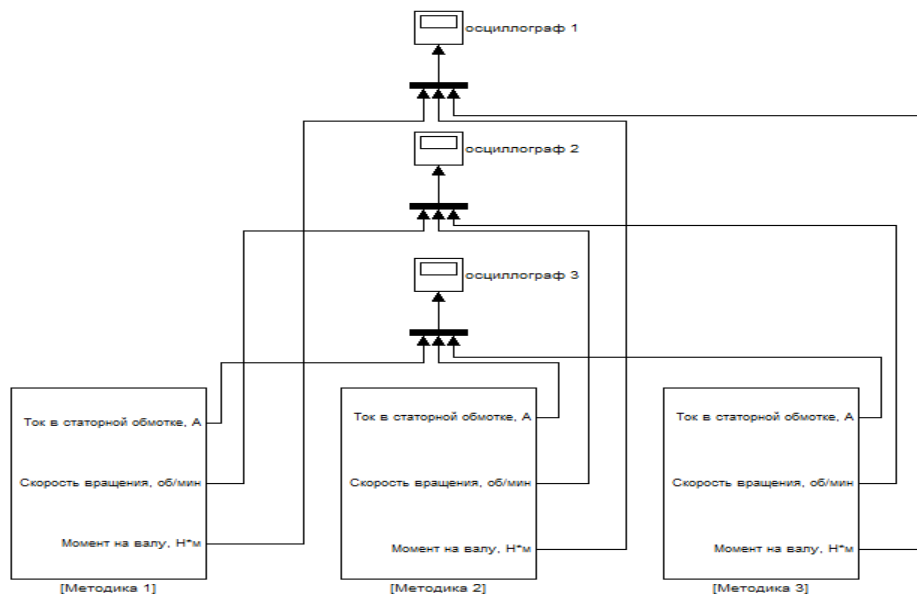 осциллограф 1
осциллограф 2
осциллограф 3
Ток в статорной обмотке, А
Скорость вращения, об/мин
Момент на валу, Н*м
[Методика 1]
Ток в статорной обмотке, А
Скорость вращения, об/мин
Момент на валу, Н*м
[Методика 2]
Ток в статорной обмотке, А
Скорость вращения, об/мин
Момент на валу, Н*м
[Методика 3]